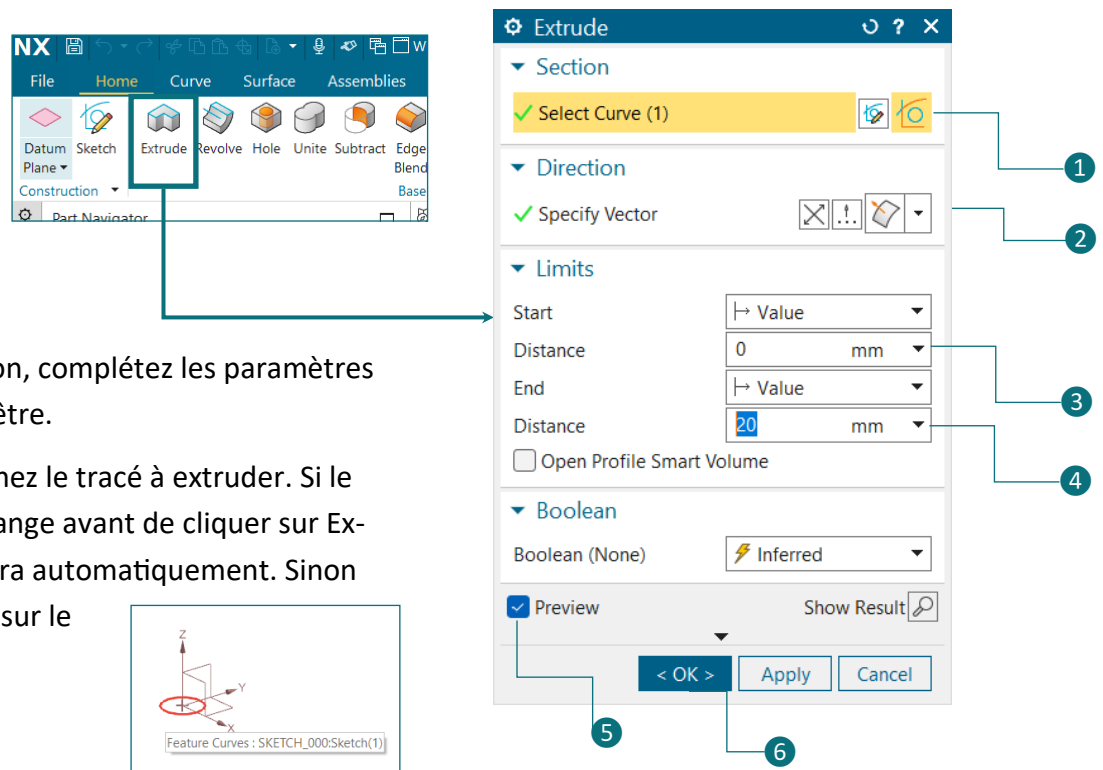 NX W
File Home Curve Surface Assemblies
Datum Plane Sketch Extrude Revolve Hole Unite Subtract Edge Blend
Construction Base
Part Navigator
on, complétez les paramètres
être.
nez le tracé à extruder. Si le
ange avant de cliquer sur Ex-
ra automatiquement. Sinon
sur le
Z
Y
X
Feature Curves : SKETCH_000:Sketch(1)
Extrude ? ×
Section
Select Curve (1)
1
Direction
Specify Vector
2
Limits
Start Value
Distance 0 mm
End Value
3
Distance 20 mm
Open Profile Smart Volume
4
Boolean
Boolean (None) Inferred
Preview Show Result
< OK > Apply Cancel
5
6